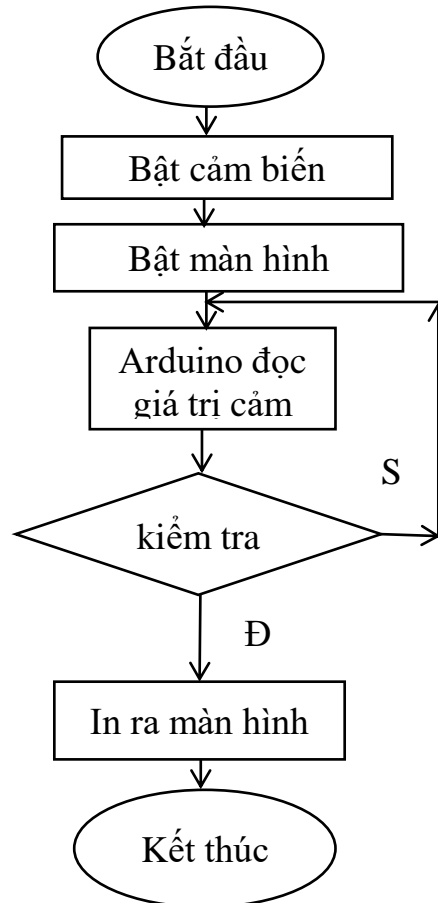 Bắt đầu
Bật cảm biến
Bật màn hình
Arduino đọc
giá trị cảm
S
kiểm tra
Đ
In ra màn hình
Kết thúc